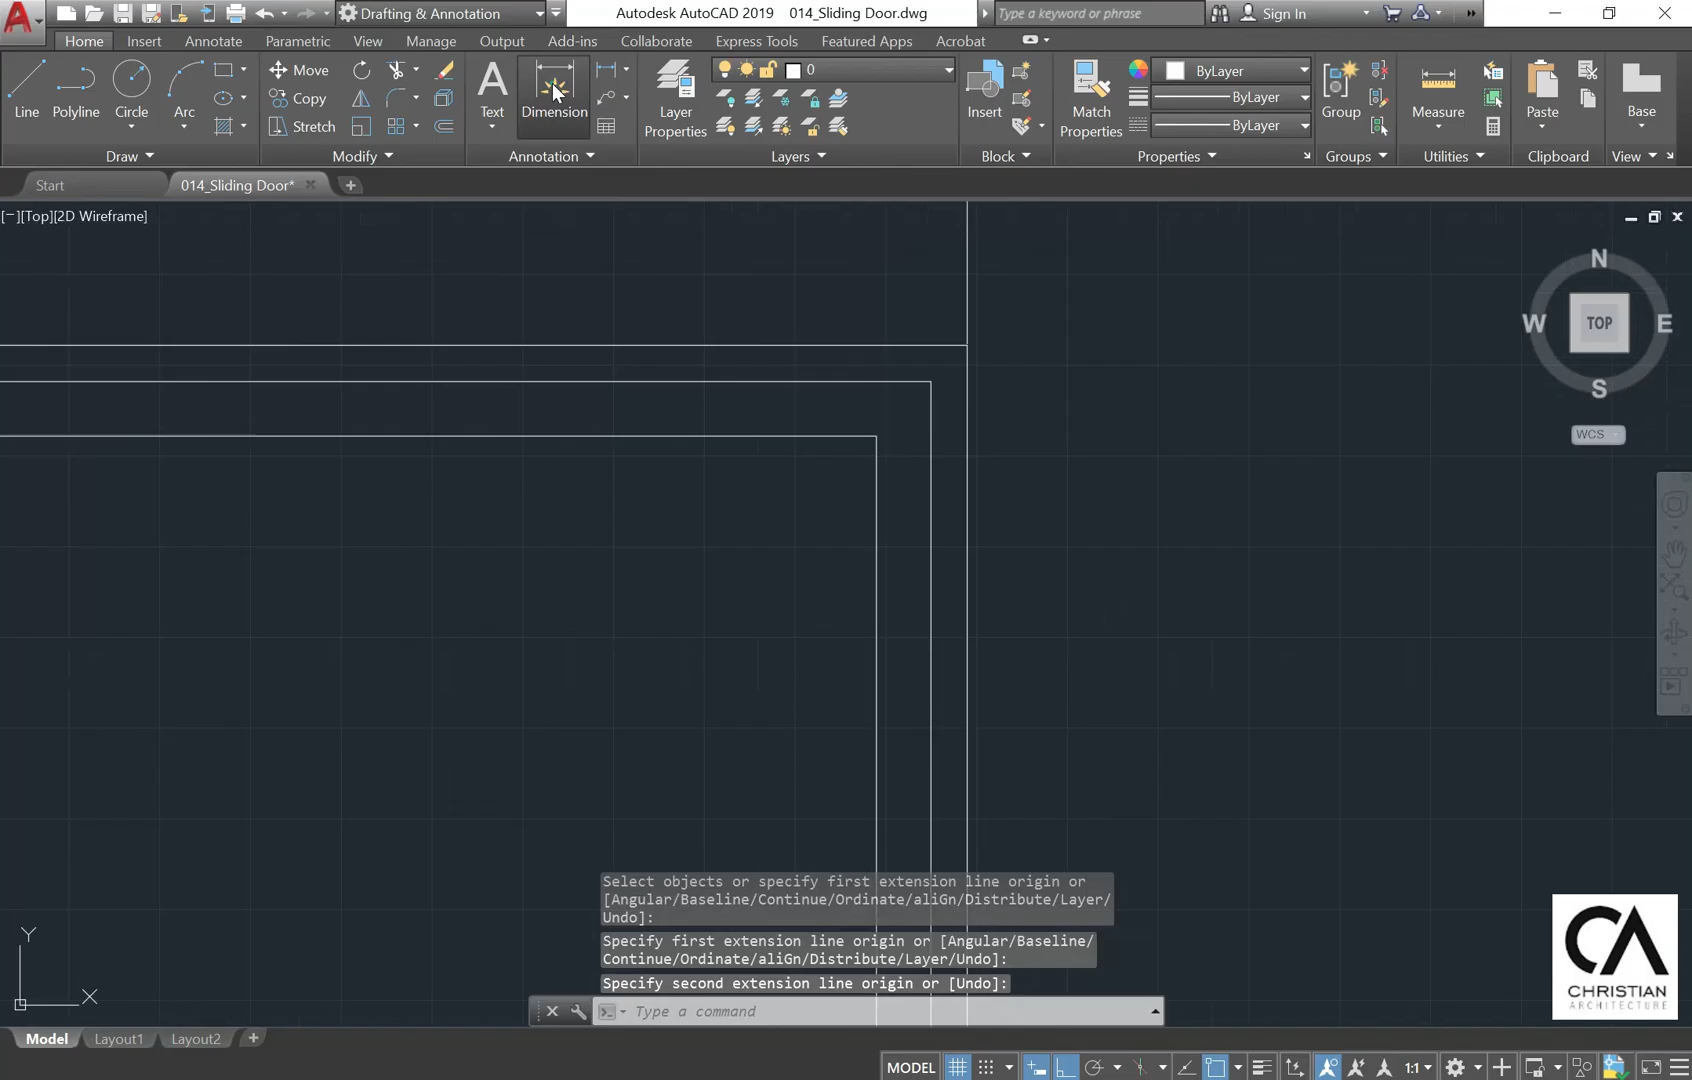 Drafting & Annotation
Autodesk AutoCAD 2019 014_Sliding Door.dwg
Type a keyword or phrase
Sign In
Home Insert Annotate Parametric View Manage Output Add-ins Collaborate Express Tools Featured Apps Acrobat
Line Polyline Circle Arc
Move
Copy
Stretch
Text Dimension
Layer
Properties
0
Insert
Match
Properties
ByLayer
ByLayer
ByLayer
Group
Measure
Paste
Base
Draw Modify Annotation Layers Block Properties Groups Utilities Clipboard View
Start 014_Sliding Door*
[−][Top][2D Wireframe]
N
W TOP E
S
WCS
Select objects or specify first extension line origin or
[Angular/Baseline/Continue/Ordinate/aliGn/Distribute/Layer/
Undo]:
Specify first extension line origin or [Angular/Baseline/
Continue/Ordinate/aliGn/Distribute/Layer/Undo]:
Specify second extension line origin or [Undo]:
Type a command
Y
X
CA
CHRISTIAN
ARCHITECTURE
Model Layout1 Layout2
MODEL 1:1